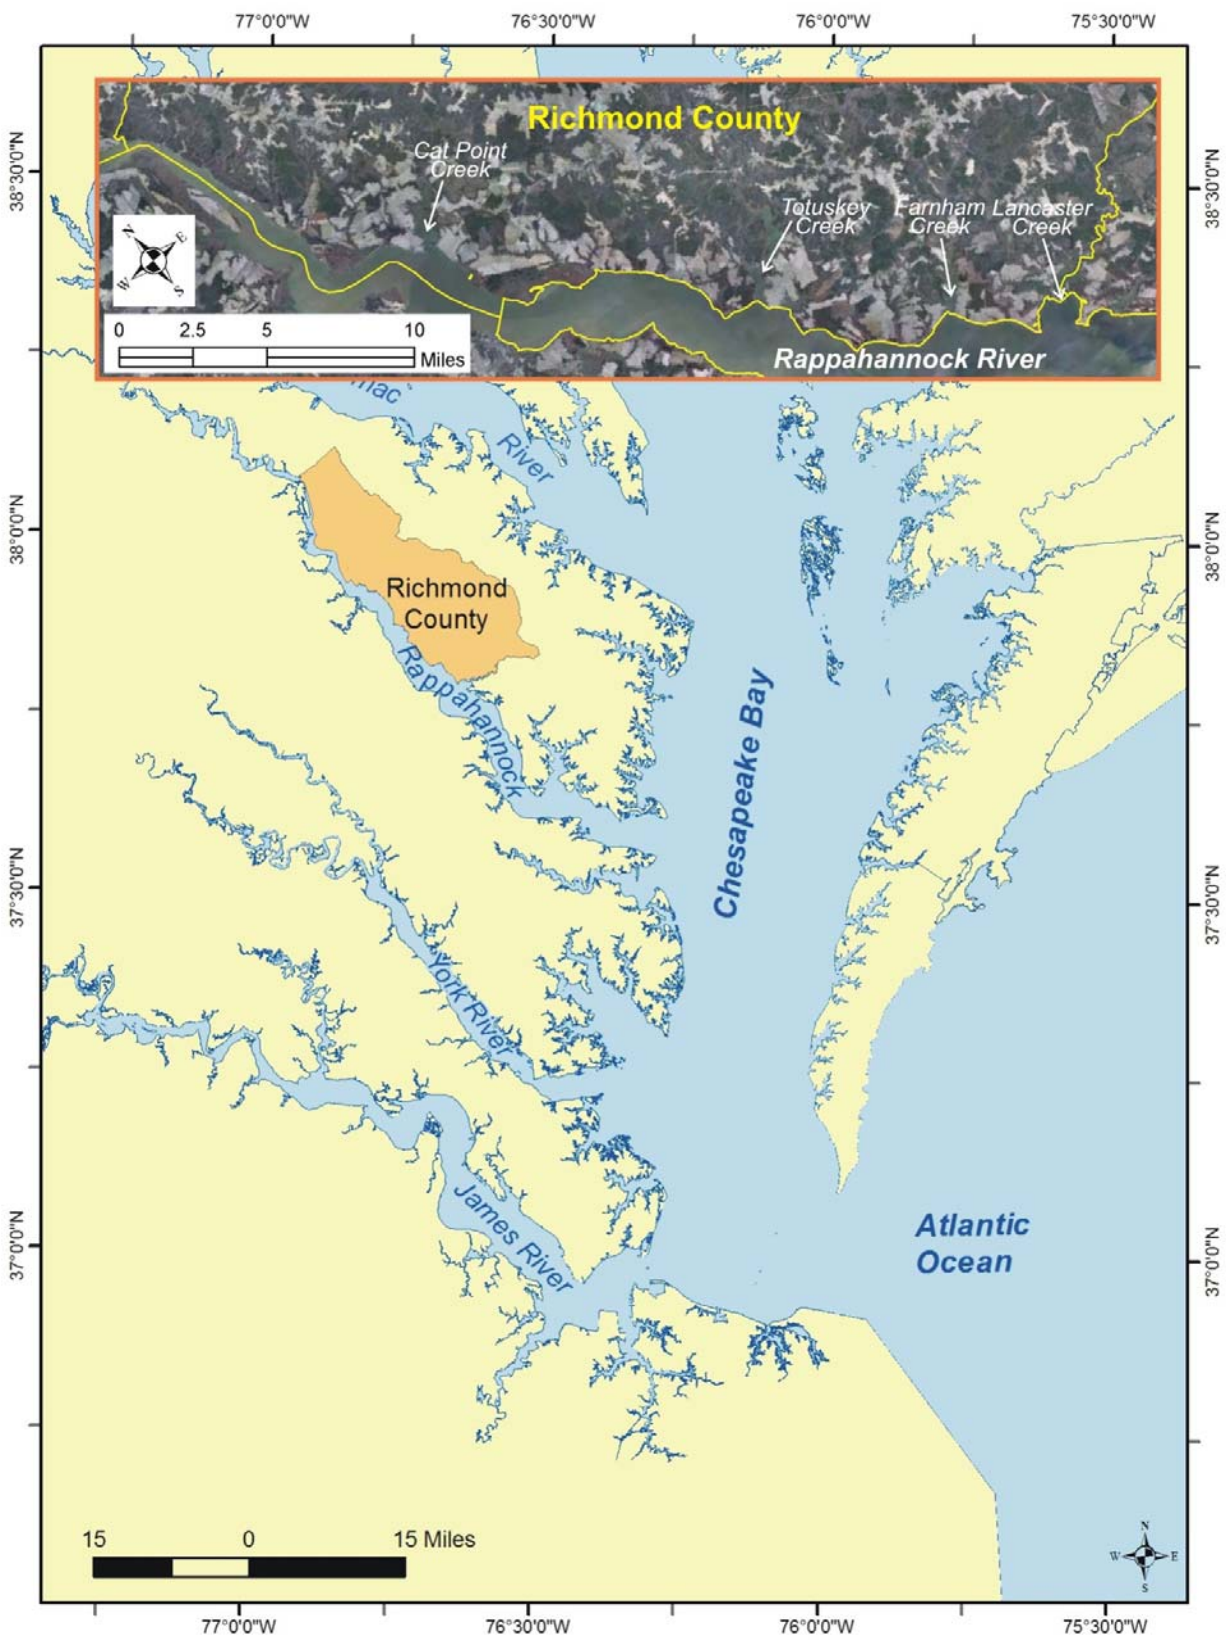 77°0'0"W
76°30'0"W
76°0'0"W
75°30'0"W
38°30'0"N
38°30'0"N
Richmond County
Cat Point
Creek
Totuskey
Creek
Farnham
Creek
Lancaster
Creek
N
E
W
S
0
2.5
5
10
Miles
Rappahannock River
mac
River
38°0'0"N
38°0'0"N
Richmond
County
Rappahannock
Chesapeake Bay
37°30'0"N
37°30'0"N
York River
James River
Atlantic
Ocean
37°0'0"N
37°0'0"N
15
0
15 Miles
N
W
E
S
77°0'0"W
76°30'0"W
76°0'0"W
75°30'0"W